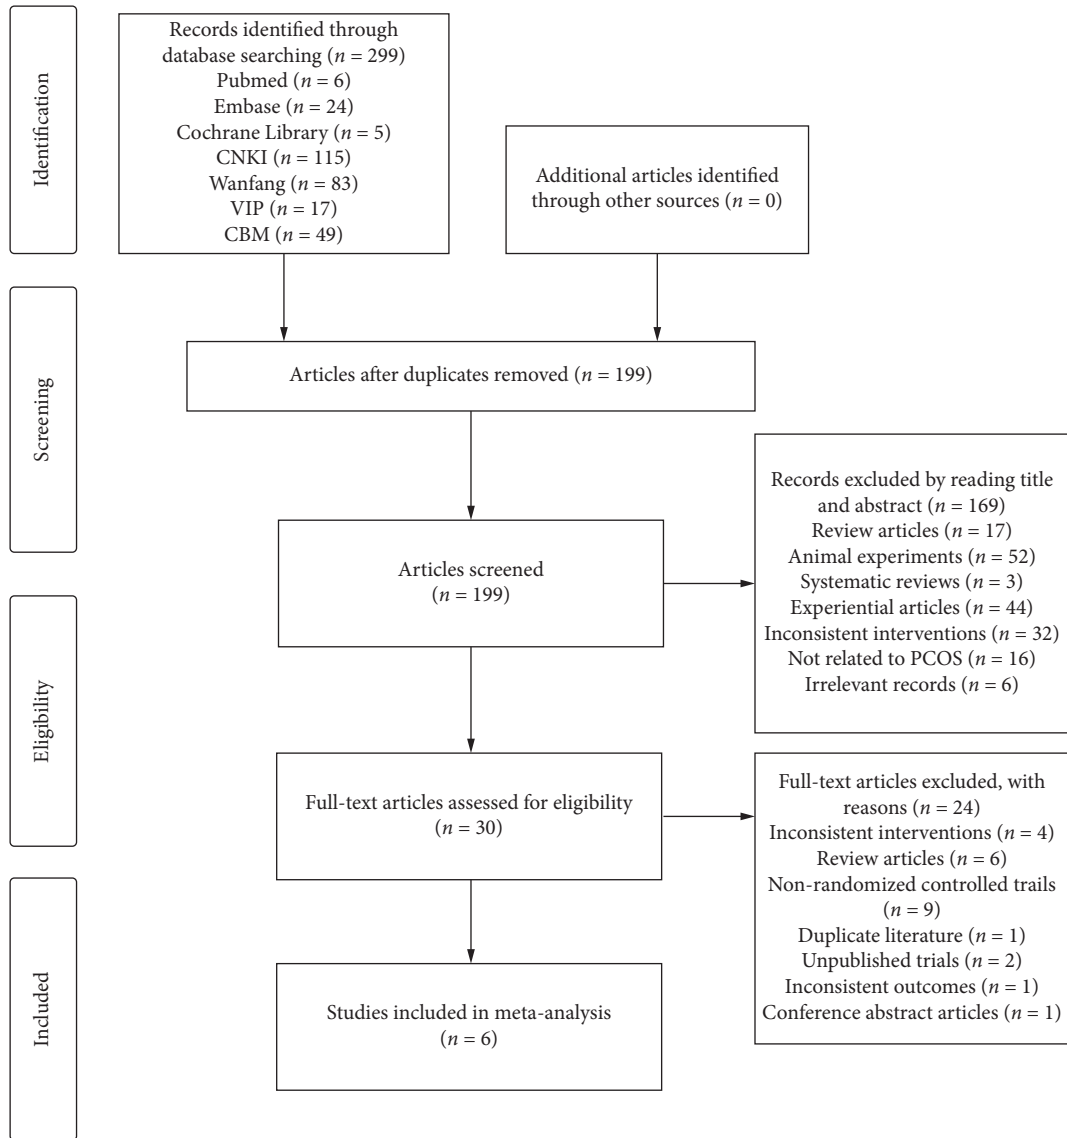 Identification
Records identified through
database searching (n = 299)
Pubmed (n = 6)
Embase (n = 24)
Cochrane Library (n = 5)
CNKI (n = 115)
Wanfang (n = 83)
VIP (n = 17)
CBM (n = 49)
Additional articles identified
through other sources (n = 0)
Screening
Articles after duplicates removed (n = 199)
Articles screened
(n = 199)
Records excluded by reading title
and abstract (n = 169)
Review articles (n = 17)
Animal experiments (n = 52)
Systematic reviews (n = 3)
Experiential articles (n = 44)
Inconsistent interventions (n = 32)
Not related to PCOS (n = 16)
Irrelevant records (n = 6)
Eligibility
Full-text articles assessed for eligibility
(n = 30)
Full-text articles excluded, with
reasons (n = 24)
Inconsistent interventions (n = 4)
Review articles (n = 6)
Non-randomized controlled trails
(n = 9)
Duplicate literature (n = 1)
Unpublished trials (n = 2)
Inconsistent outcomes (n = 1)
Conference abstract articles (n = 1)
Included
Studies included in meta-analysis
(n = 6)